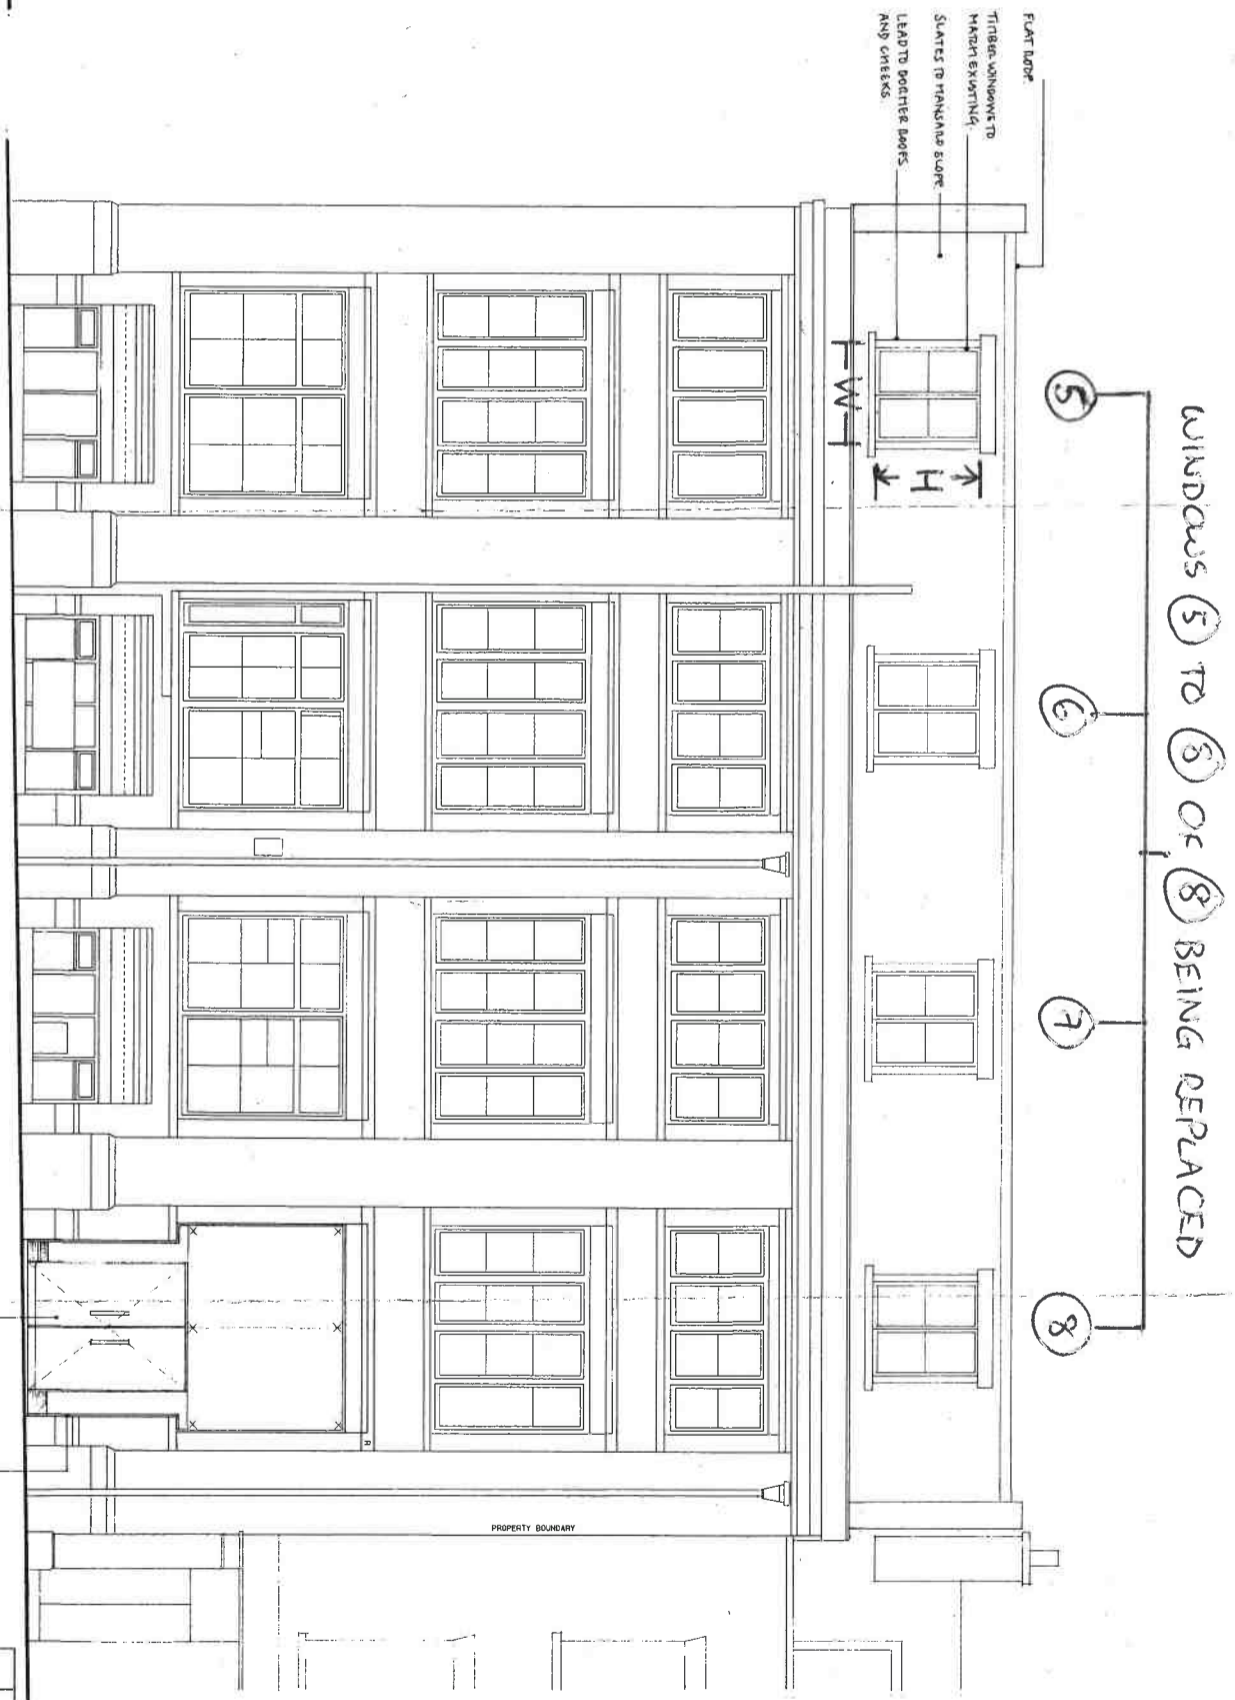 WINDOWS ⑤ TO ⑧ OF ⑧ BEING REPLACED
⑤
⑥
⑦
⑧
FLAT ROOF.
TIMBER WINDOWS TO
MATCH EXISTING.
SLATES TO MANSARD SLOPE.
LEAD TO DORMER ROOFS
AND CHEEKS.
W
H
R
PROPERTY BOUNDARY